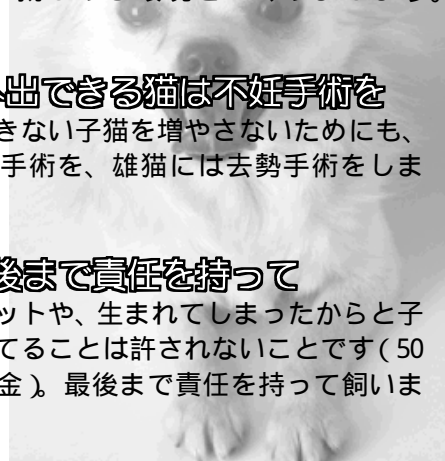 外出できる猫は不妊手術を
きない子猫を増やさないためにも、
手術を、雄猫には去勢手術をしま
後まで責任を持って
ットや、生まれてしまったからと子
てることは許されないことです(50
金)。最後まで責任を持って飼いま